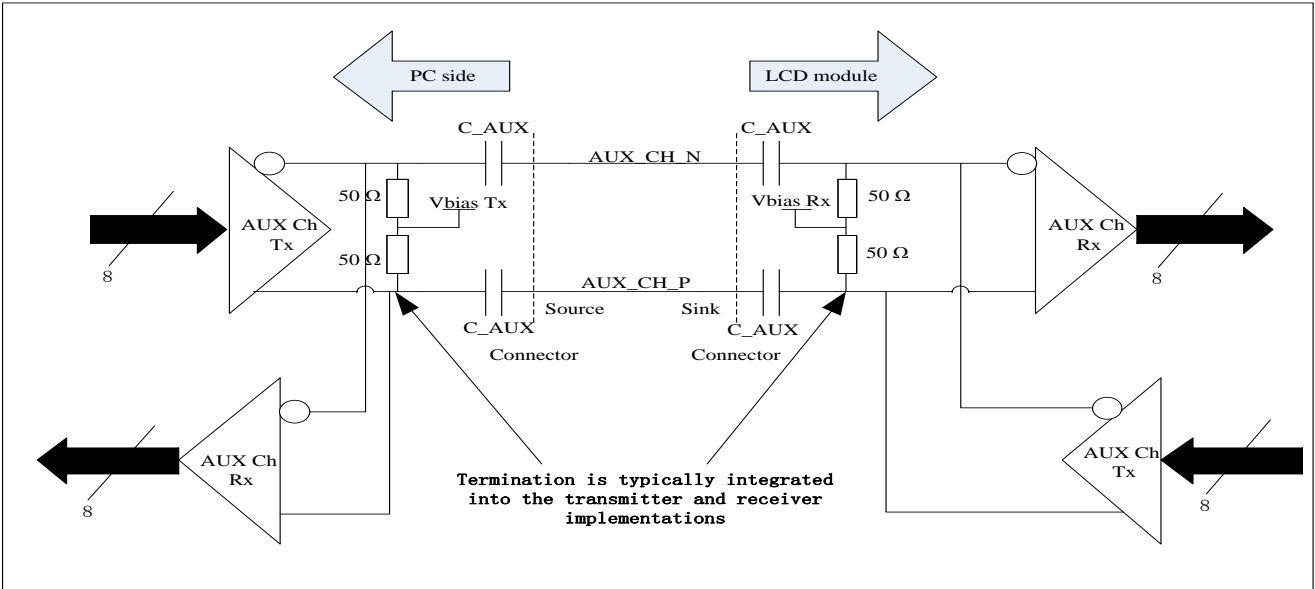 PC side
LCD module
C_AUX
C_AUX
AUX_CH_N
50 Ω
Vbias Tx
Vbias Rx
50 Ω
AUX Ch
Tx
AUX Ch
Rx
8
50 Ω
50 Ω
8
AUX_CH_P
Source
Sink
C_AUX
C_AUX
Connector
Connector
AUX Ch
Rx
AUX Ch
Tx
8
8
Termination is typically integrated
into the transmitter and receiver
implementations